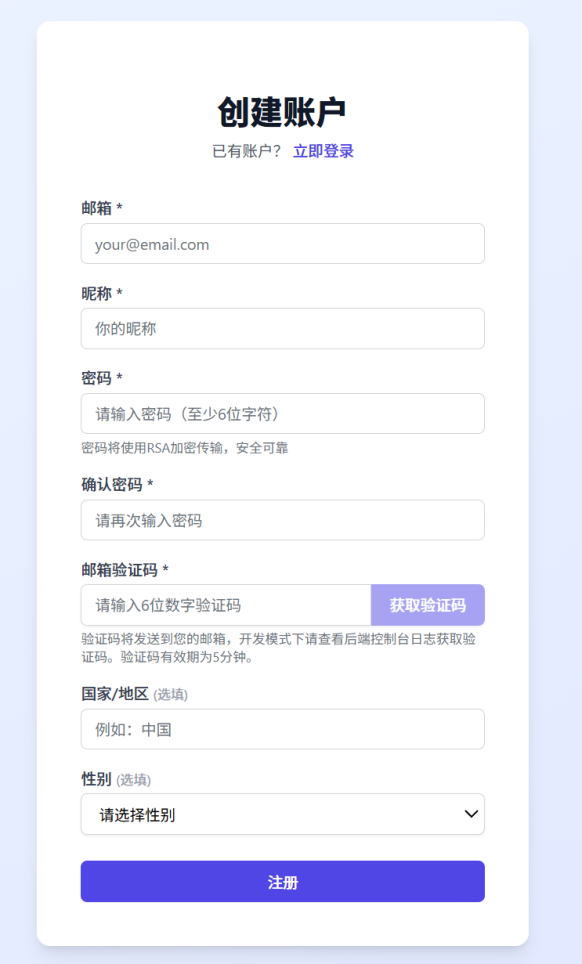 创建账户
已有账户？ 立即登录
邮箱 *
your@email.com
昵称 *
你的昵称
密码 *
请输入密码（至少6位字符）
密码将使用RSA加密传输，安全可靠
确认密码 *
请再次输入密码
邮箱验证码 *
请输入6位数字验证码 获取验证码
验证码将发送到您的邮箱，开发模式下请查看后端控制台日志获取验
证码。验证码有效期为5分钟。
国家/地区 (选填)
例如：中国
性别 (选填)
请选择性别
注册